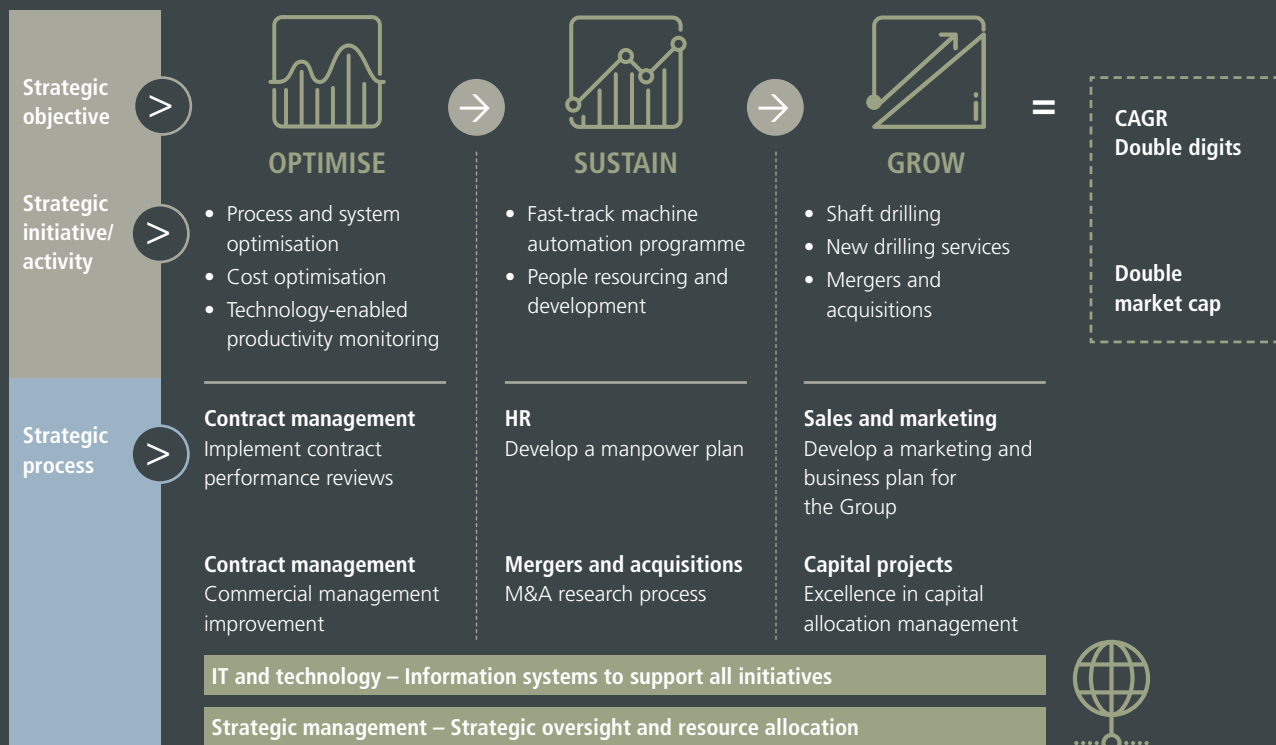 Strategic
objective
>
OPTIMISE
SUSTAIN
GROW
=
CAGR
Double digits
Double
market cap
Strategic
initiative/
activity
>
• Process and system
optimisation
• Cost optimisation
• Technology-enabled
productivity monitoring
• Fast-track machine
automation programme
• People resourcing and
development
• Shaft drilling
• New drilling services
• Mergers and
acquisitions
Strategic
process
>
Contract management
Implement contract
performance reviews
HR
Develop a manpower plan
Sales and marketing
Develop a marketing and
business plan for
the Group
Contract management
Commercial management
improvement
Mergers and acquisitions
M&A research process
Capital projects
Excellence in capital
allocation management
IT and technology – Information systems to support all initiatives
Strategic management – Strategic oversight and resource allocation